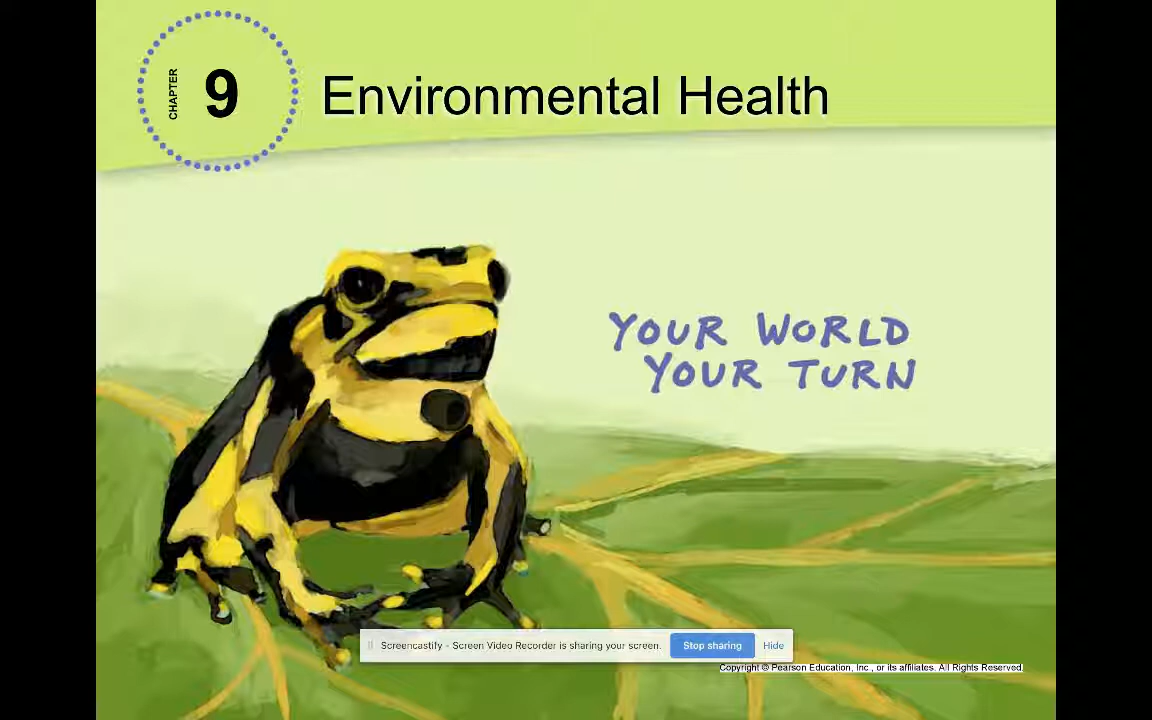 CHAPTER
9
Environmental Health
YOUR WORLD
YOUR TURN
Screencastify - Screen Video Recorder is sharing your screen.
Stop sharing
Hide
Copyright © Pearson Education, Inc., or its affiliates. All Rights Reserved.